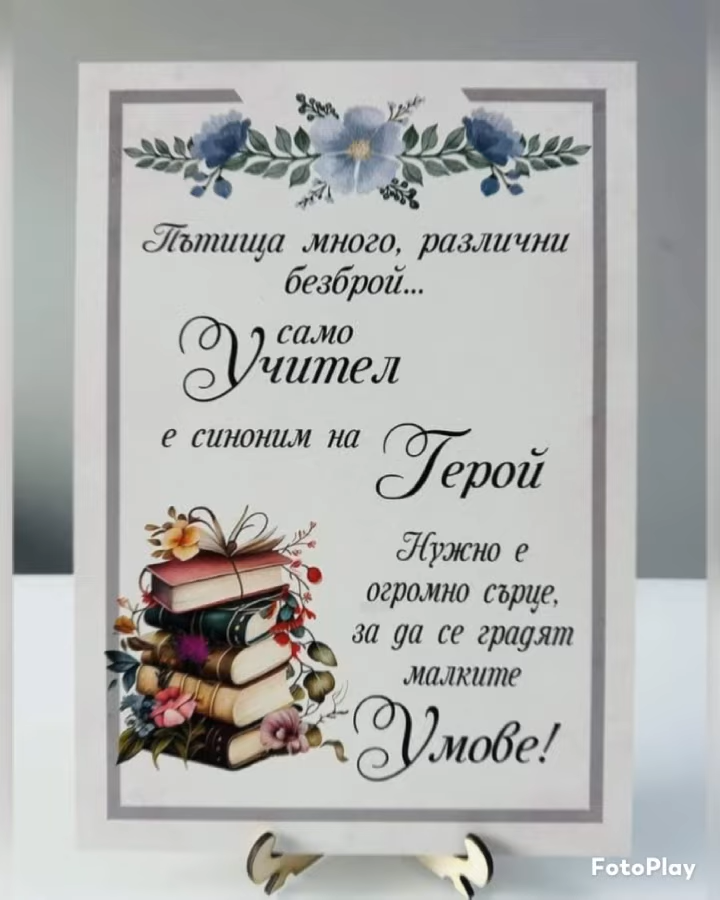 Пътища много, различни
безброй...
само
Учител
е синоним на
Герой
Нужно е
огромно сърце,
за да се градят
малките
Умове!
FotoPlay